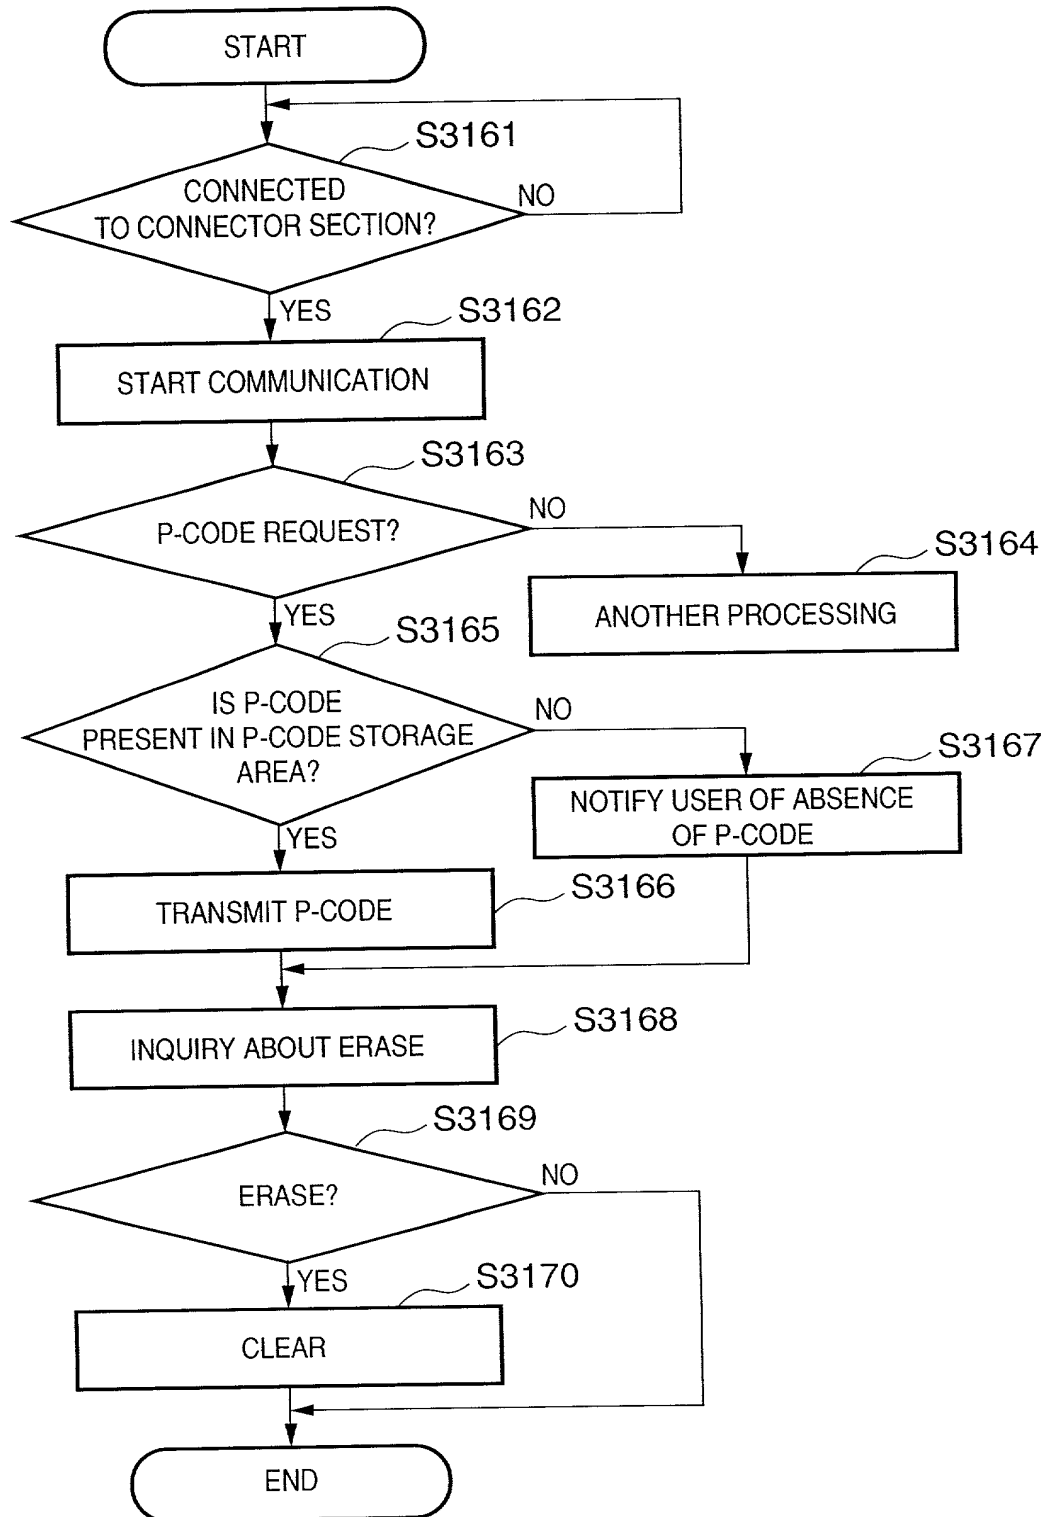 START
S3161
CONNECTED
TO CONNECTOR SECTION?
NO
YES
S3162
START COMMUNICATION
S3163
P-CODE REQUEST?
NO
S3164
ANOTHER PROCESSING
YES
S3165
IS P-CODE
PRESENT IN P-CODE STORAGE
AREA?
NO
S3167
NOTIFY USER OF ABSENCE
OF P-CODE
YES
S3166
TRANSMIT P-CODE
S3168
INQUIRY ABOUT ERASE
S3169
ERASE?
NO
YES
S3170
CLEAR
END